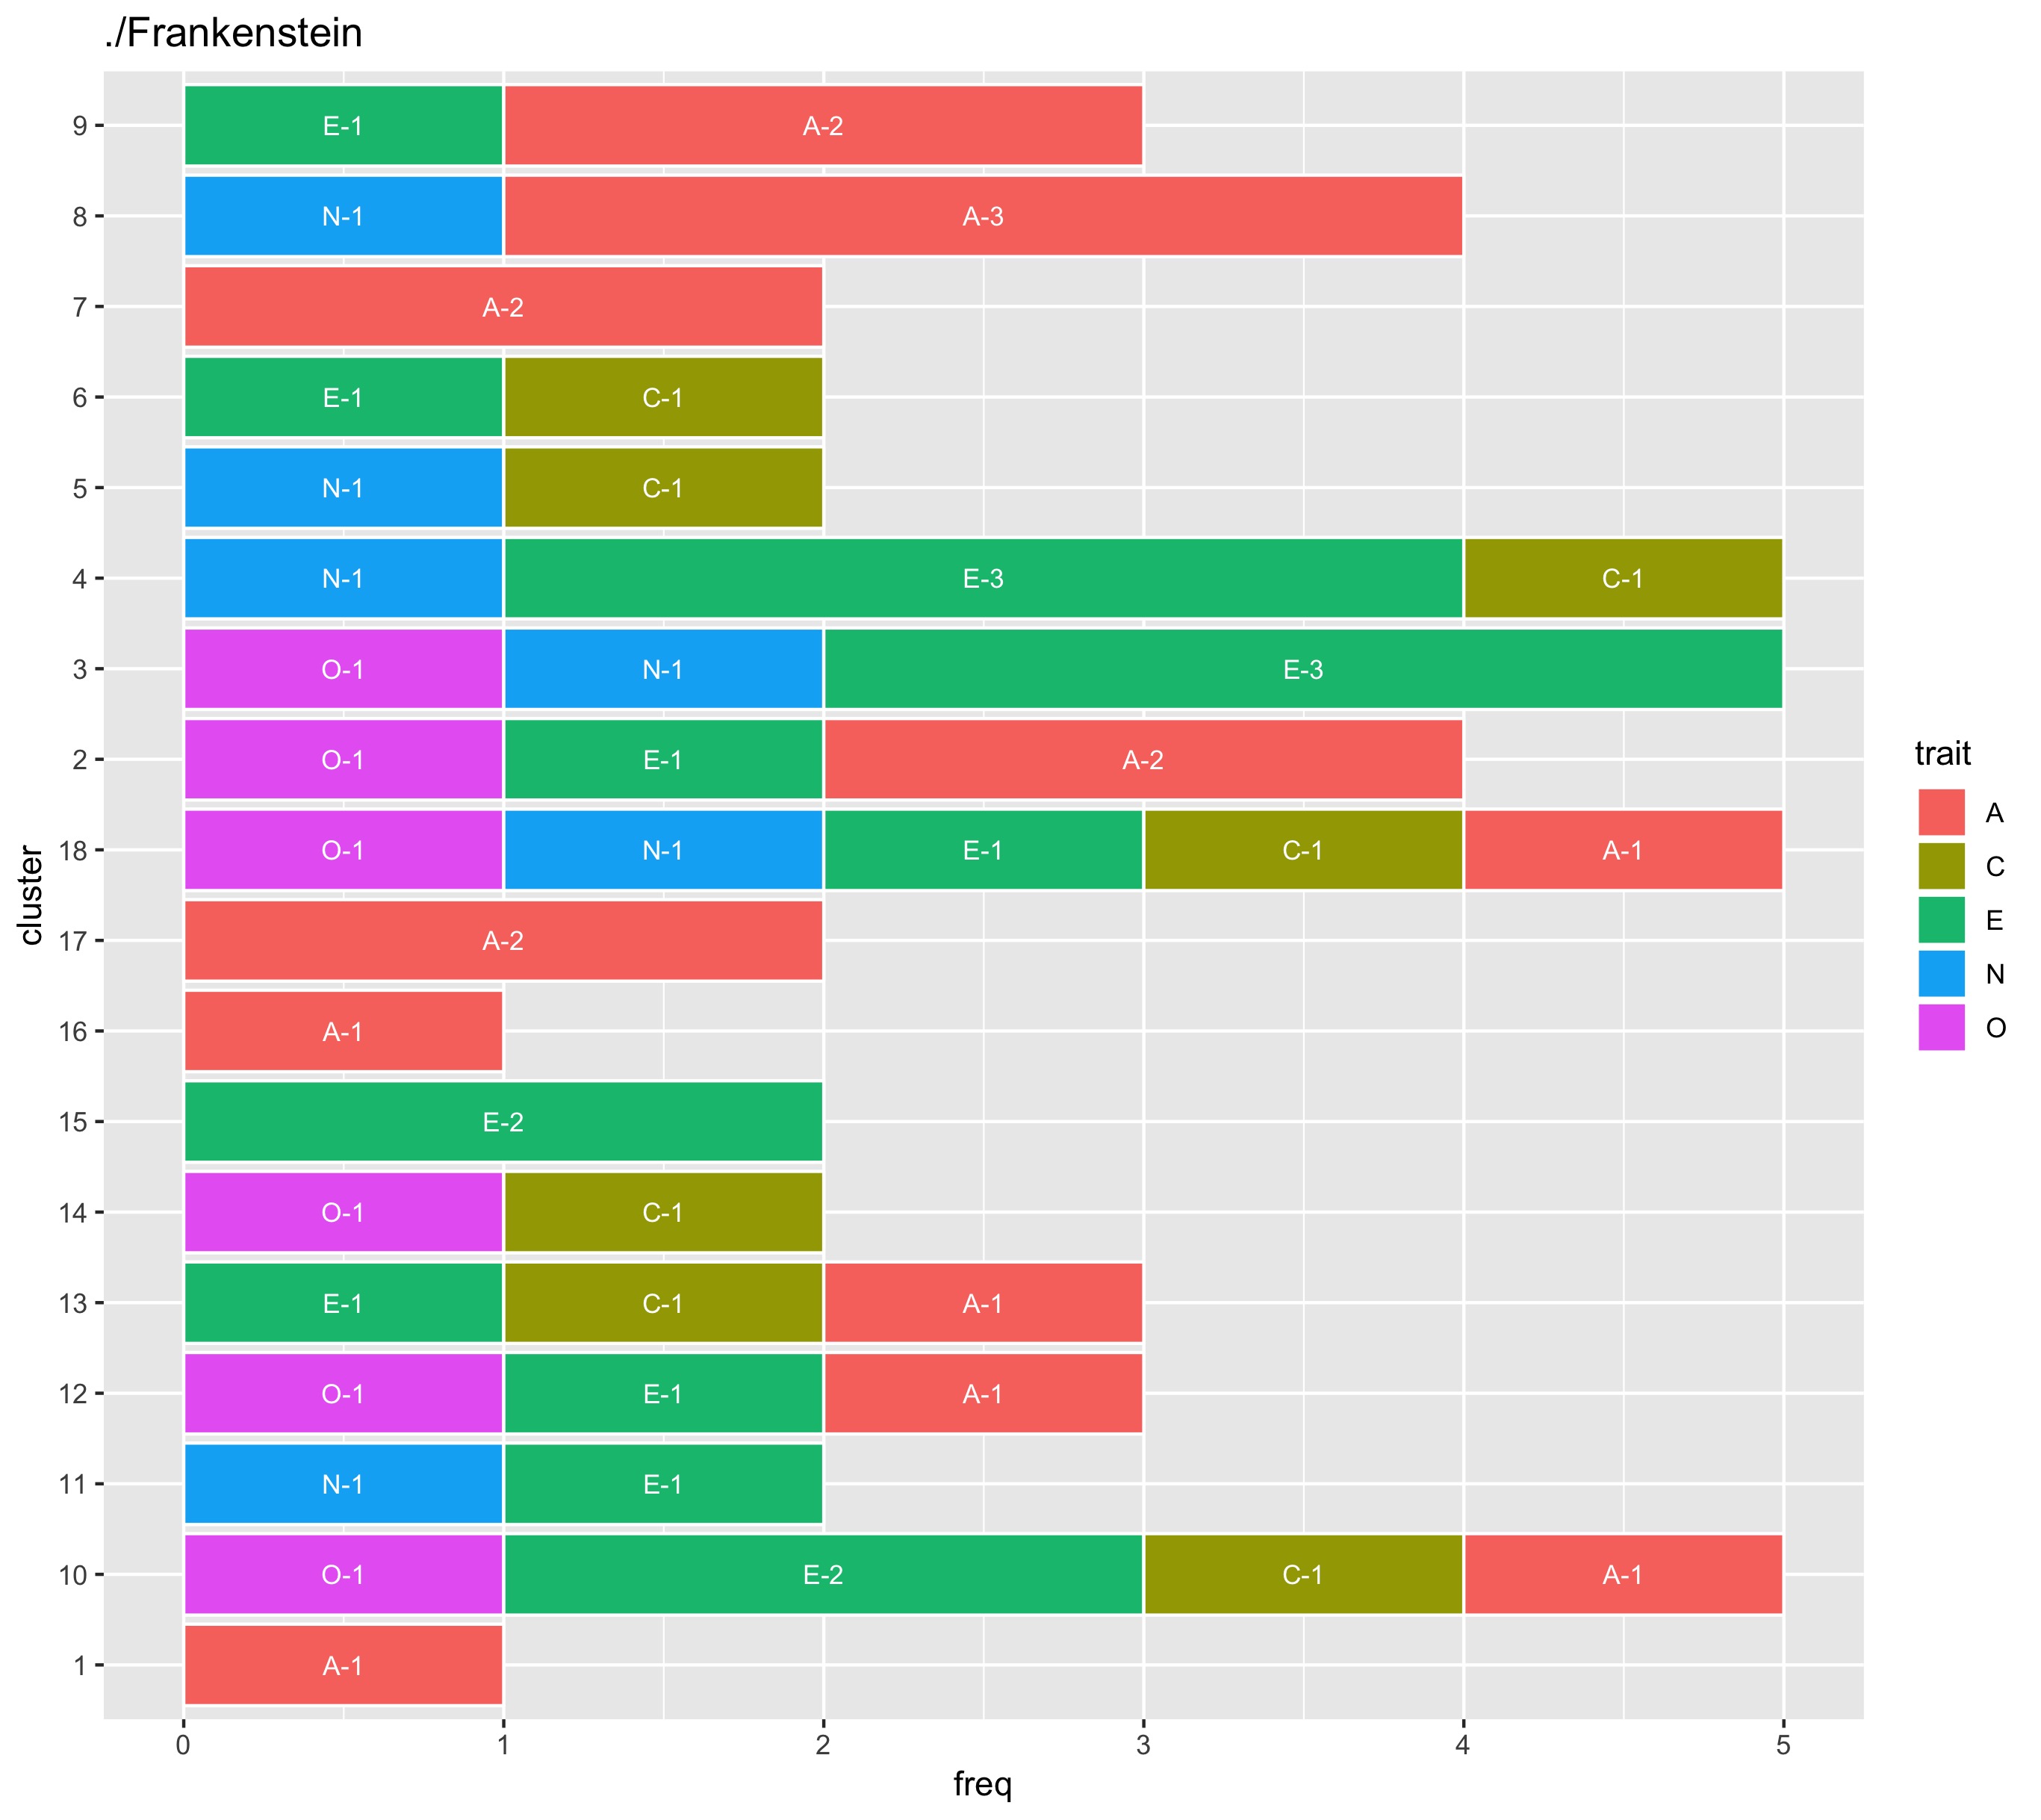 ./Frankenstein
9 E-1 A-2
8 N-1 A-3
7 A-2
6 E-1 C-1
5 N-1 C-1
4 N-1 E-3 C-1
3 O-1 N-1 E-3
2 O-1 E-1 A-2
18 O-1 N-1 E-1 C-1 A-1
17 A-2
16 A-1
15 E-2
14 O-1 C-1
13 E-1 C-1 A-1
12 O-1 E-1 A-1
11 N-1 E-1
10 O-1 E-2 C-1 A-1
1 A-1
0 1 2 3 4 5
freq
cluster
trait
A
C
E
N
O